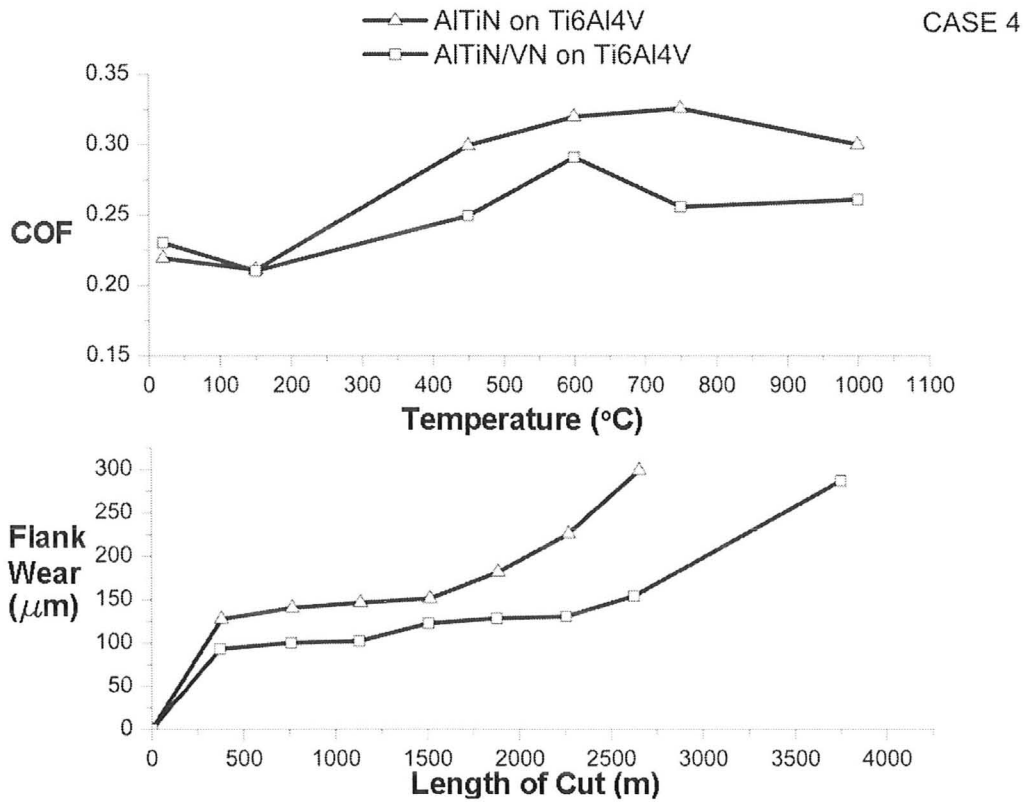 AlTiN on Ti6Al4V
CASE 4
AlTiN/VN on Ti6Al4V
0.35
0.30
0.25
0.20
0.15
COF
0 100 200 300 400 500 600 700 800 900 1000 1100
Temperature (°C)
300
250
200
150
100
50
0
Flank
Wear
(μm)
0 500 1000 1500 2000 2500 3000 3500 4000
Length of Cut (m)